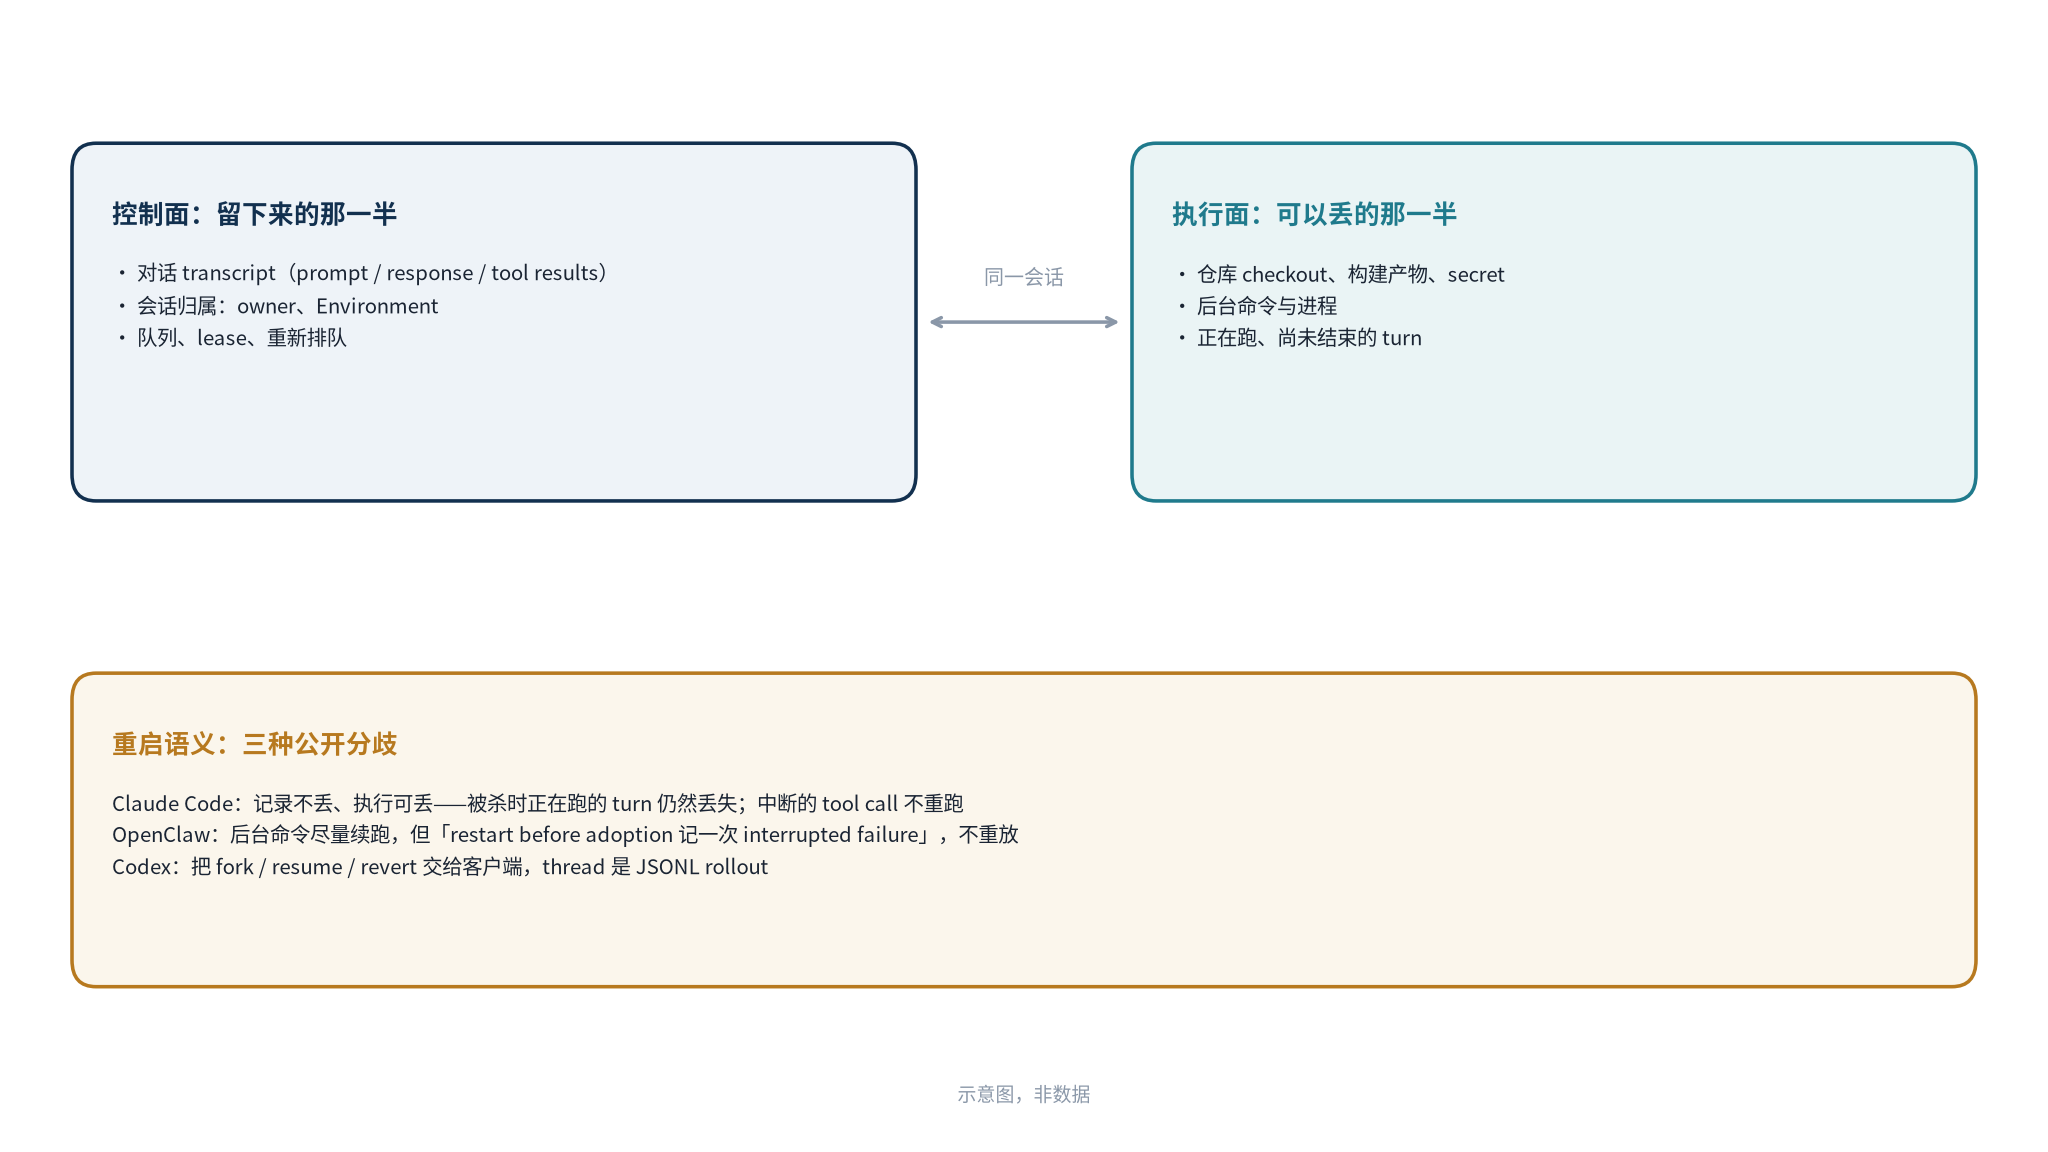 控制面：留下来的那一半
• 对话 transcript（prompt / response / tool results）
• 会话归属：owner、Environment
• 队列、lease、重新排队
同一会话
执行面：可以丢的那一半
• 仓库 checkout、构建产物、secret
• 后台命令与进程
• 正在跑、尚未结束的 turn
重启语义：三种公开分歧
Claude Code：记录不丢、执行可丢——被杀时正在跑的 turn 仍然丢失；中断的 tool call 不重跑
OpenClaw：后台命令尽量续跑，但「restart before adoption 记一次 interrupted failure」，不重放
Codex：把 fork / resume / revert 交给客户端，thread 是 JSONL rollout
示意图，非数据